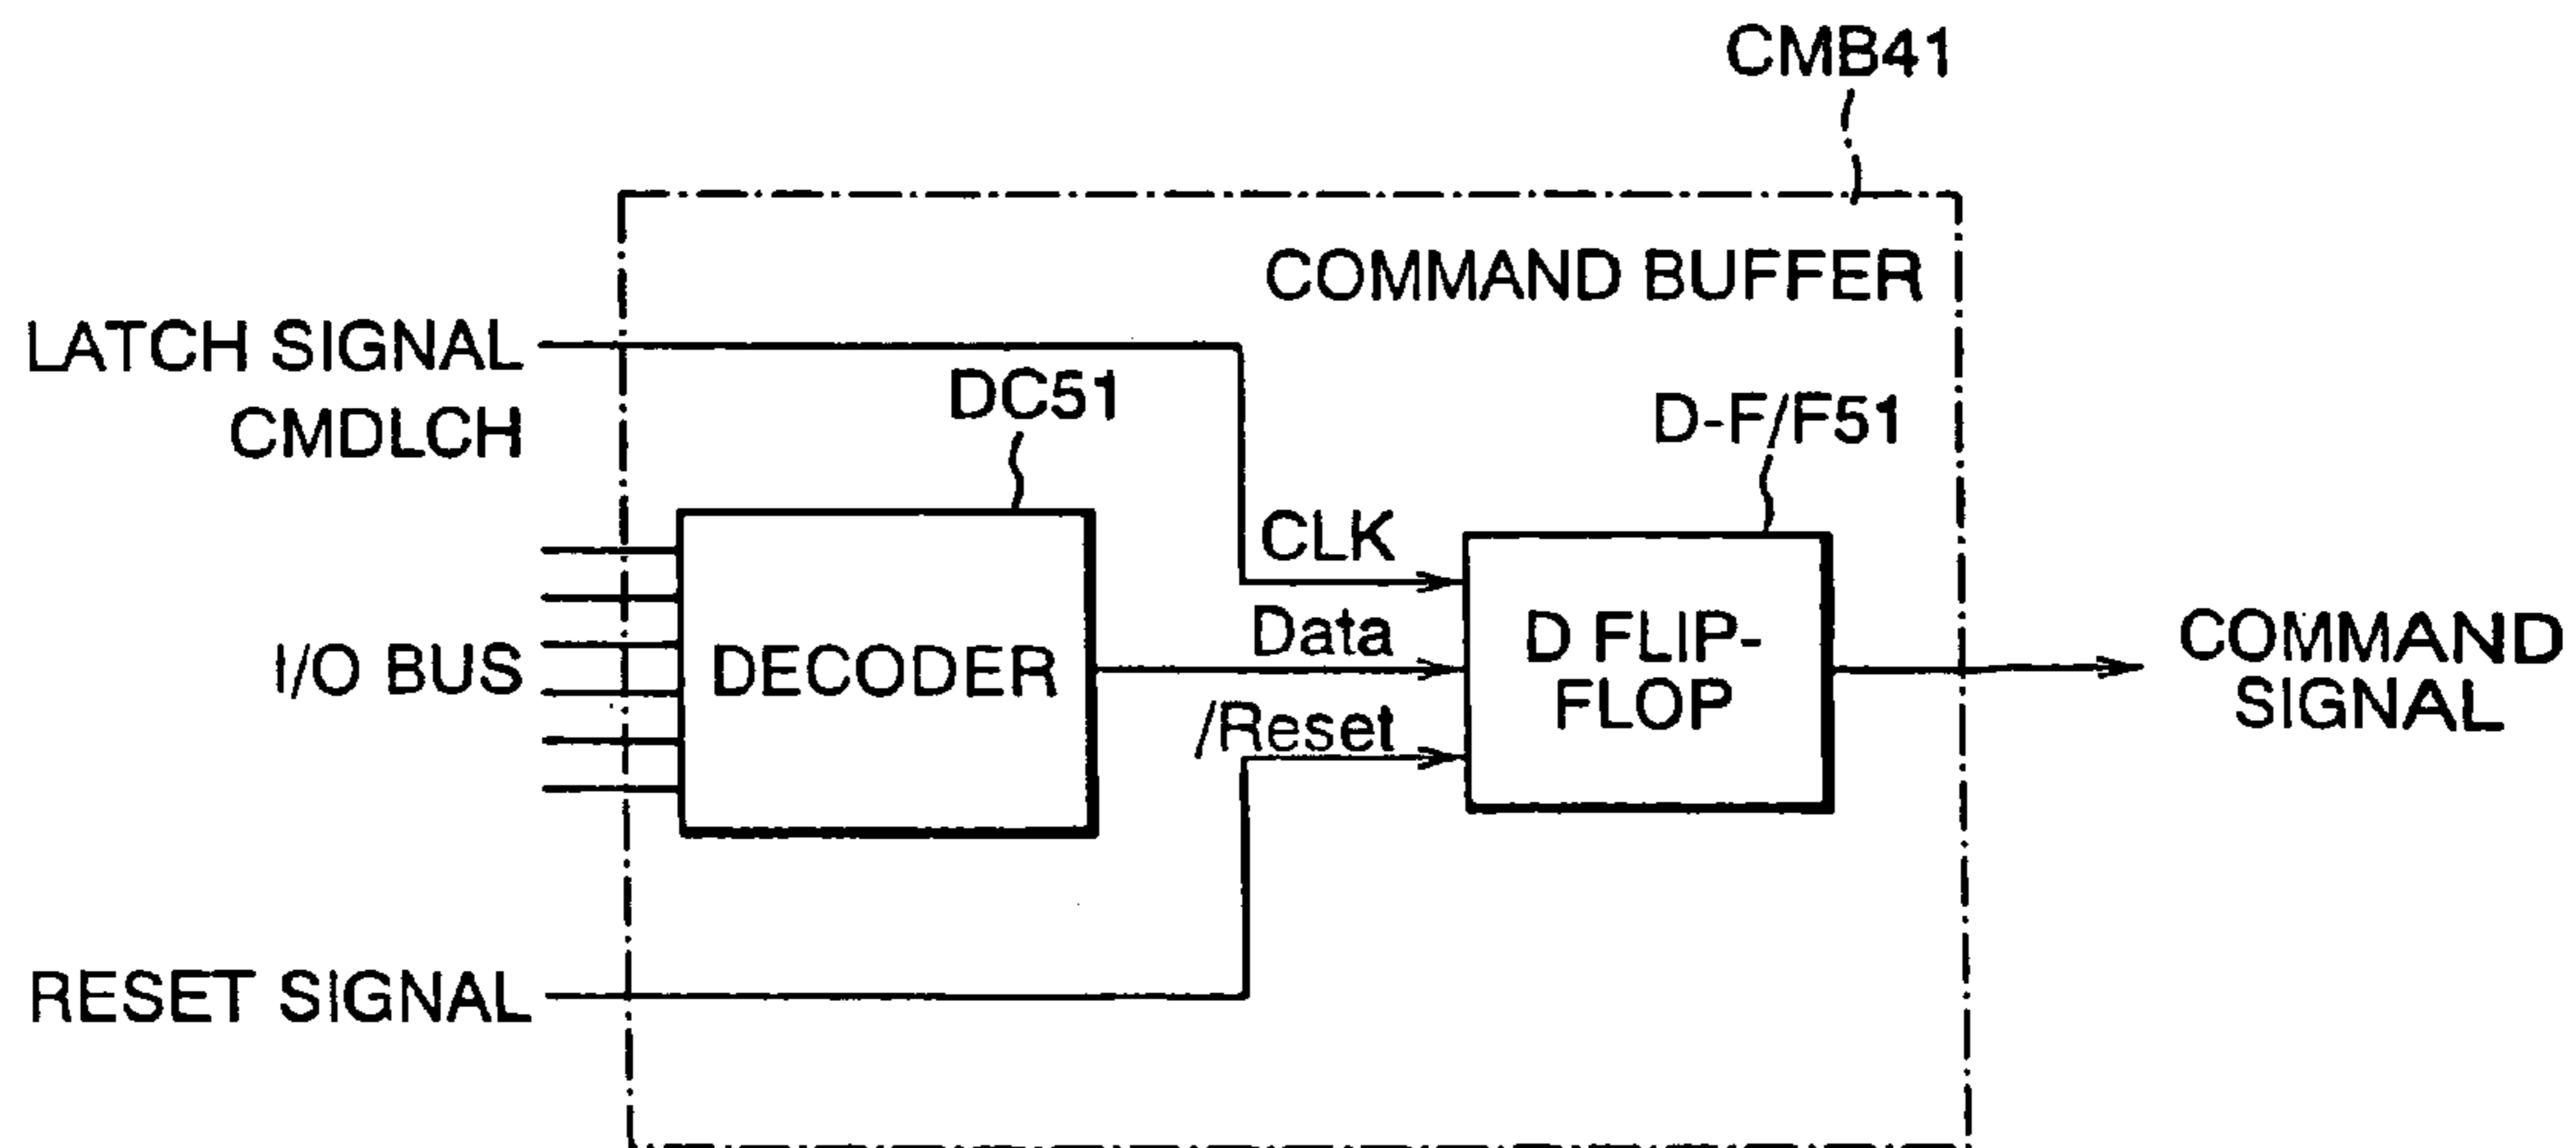 CMB41
COMMAND BUFFER
LATCH SIGNAL
CMDLCH
DC51
D-F/F51
CLK
Data
/Reset
I/O BUS
DECODER
D FLIP-
FLOP
COMMAND
SIGNAL
RESET SIGNAL